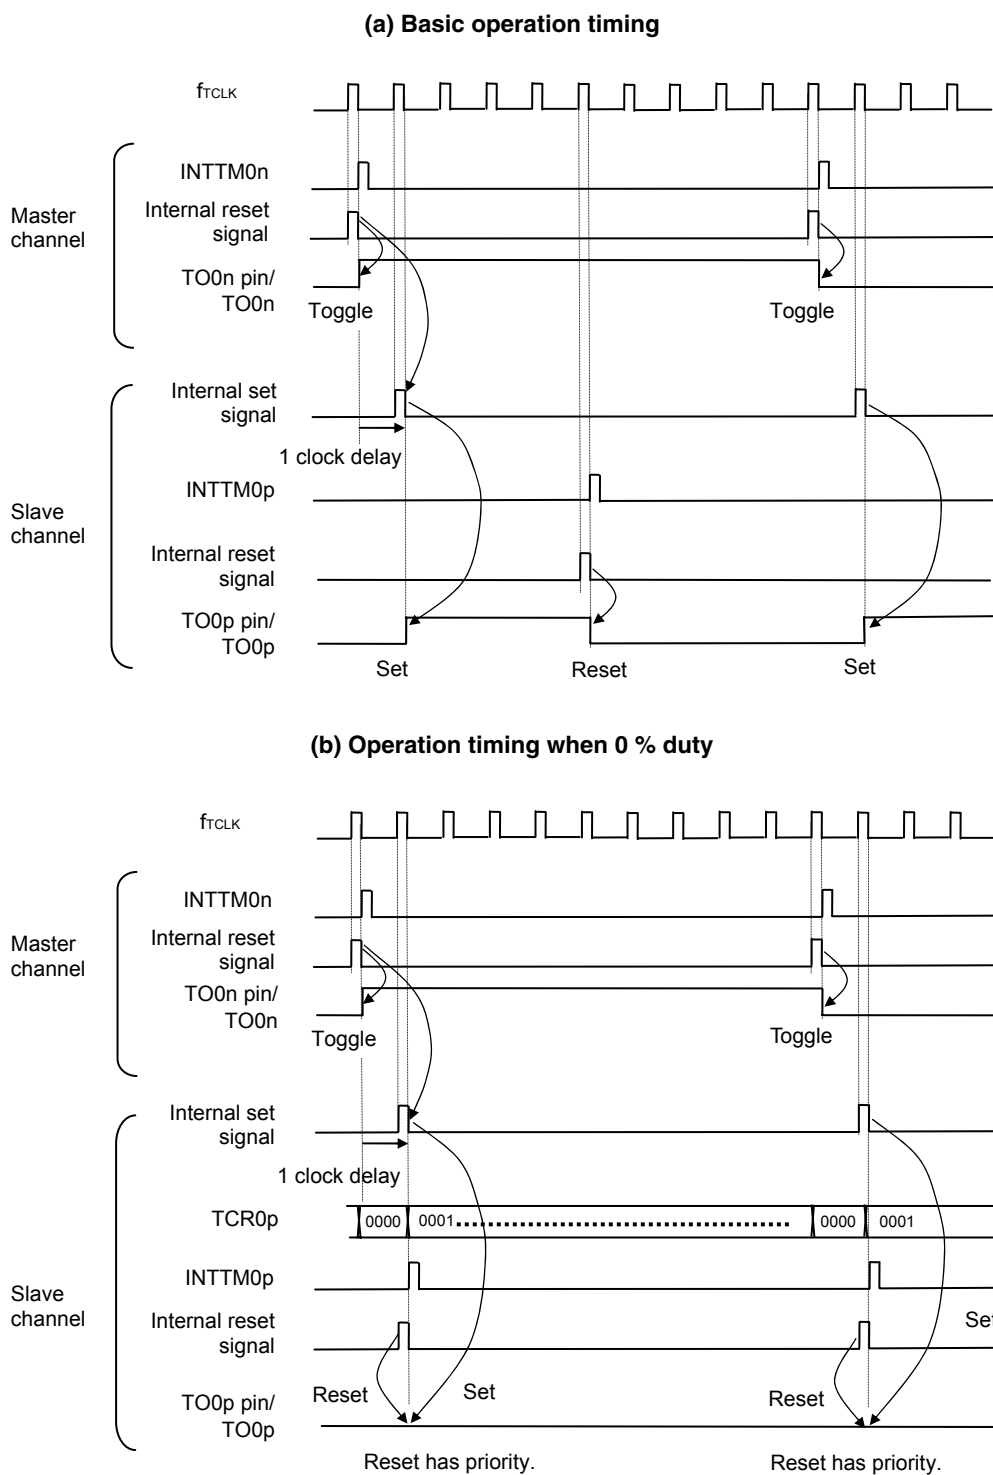 (a) Basic operation timing
fTCLK
INTTM0n
Internal reset
signal
Master
channel
TO0n pin/
TO0n
Toggle
Toggle
Internal set
signal
1 clock delay
INTTM0p
Slave
channel
Internal reset
signal
TO0p pin/
TO0p
Set
Reset
Set
(b) Operation timing when 0 % duty
fTCLK
INTTM0n
Internal reset
signal
Master
channel
TO0n pin/
TO0n
Toggle
Toggle
Internal set
signal
1 clock delay
TCR0p
0000
0001
0000
0001
INTTM0p
Slave
channel
Internal reset
signal
Set
Reset
Set
Reset
TO0p pin/
TO0p
Reset has priority.
Reset has priority.